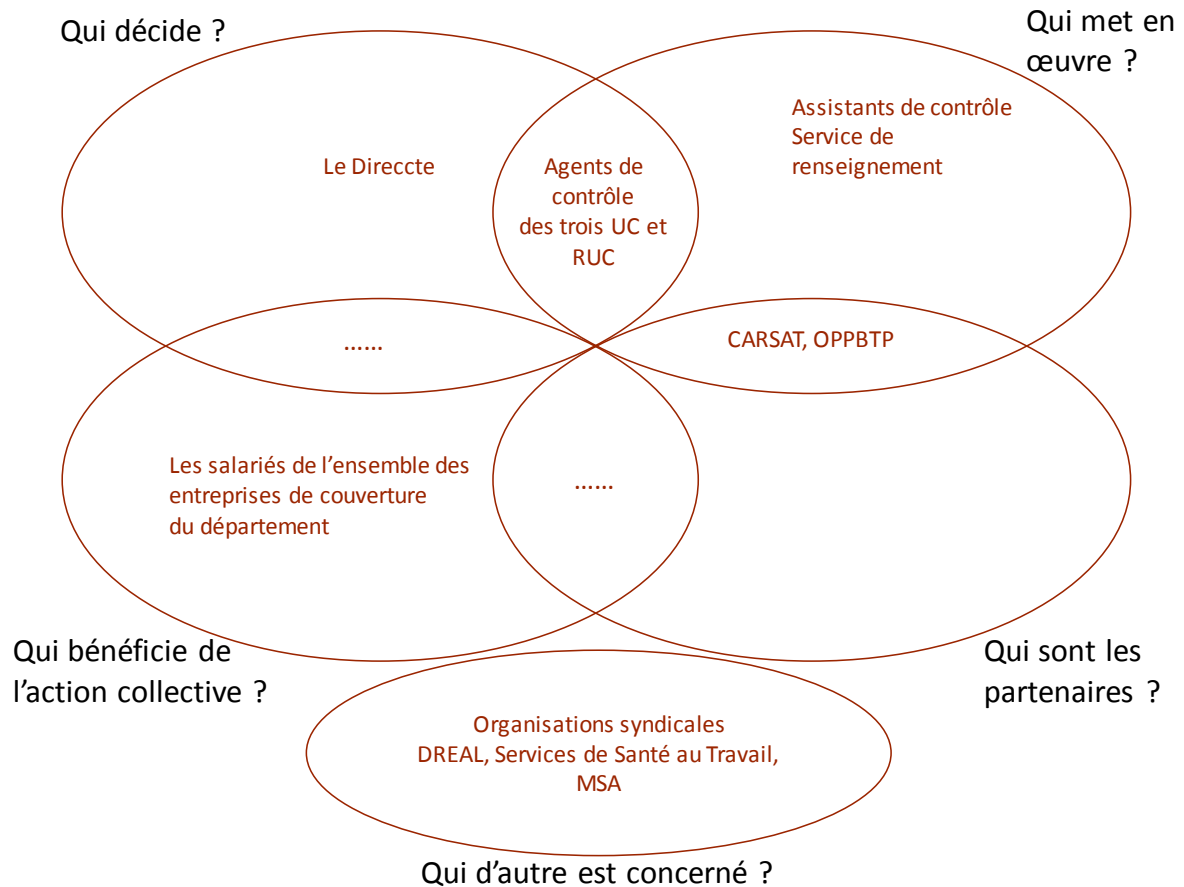 Qui décide ?
Qui met en
œuvre ?
Le Direccte
Agents de
contrôle
des trois UC et
RUC
Assistants de contrôle
Service de
renseignement
......
CARSAT, OPPBTP
Les salariés de l’ensemble des
entreprises de couverture
du département
......
Qui bénéficie de
l’action collective ?
Qui sont les
partenaires ?
Organisations syndicales
DREAL, Services de Santé au Travail,
MSA
Qui d’autre est concerné ?